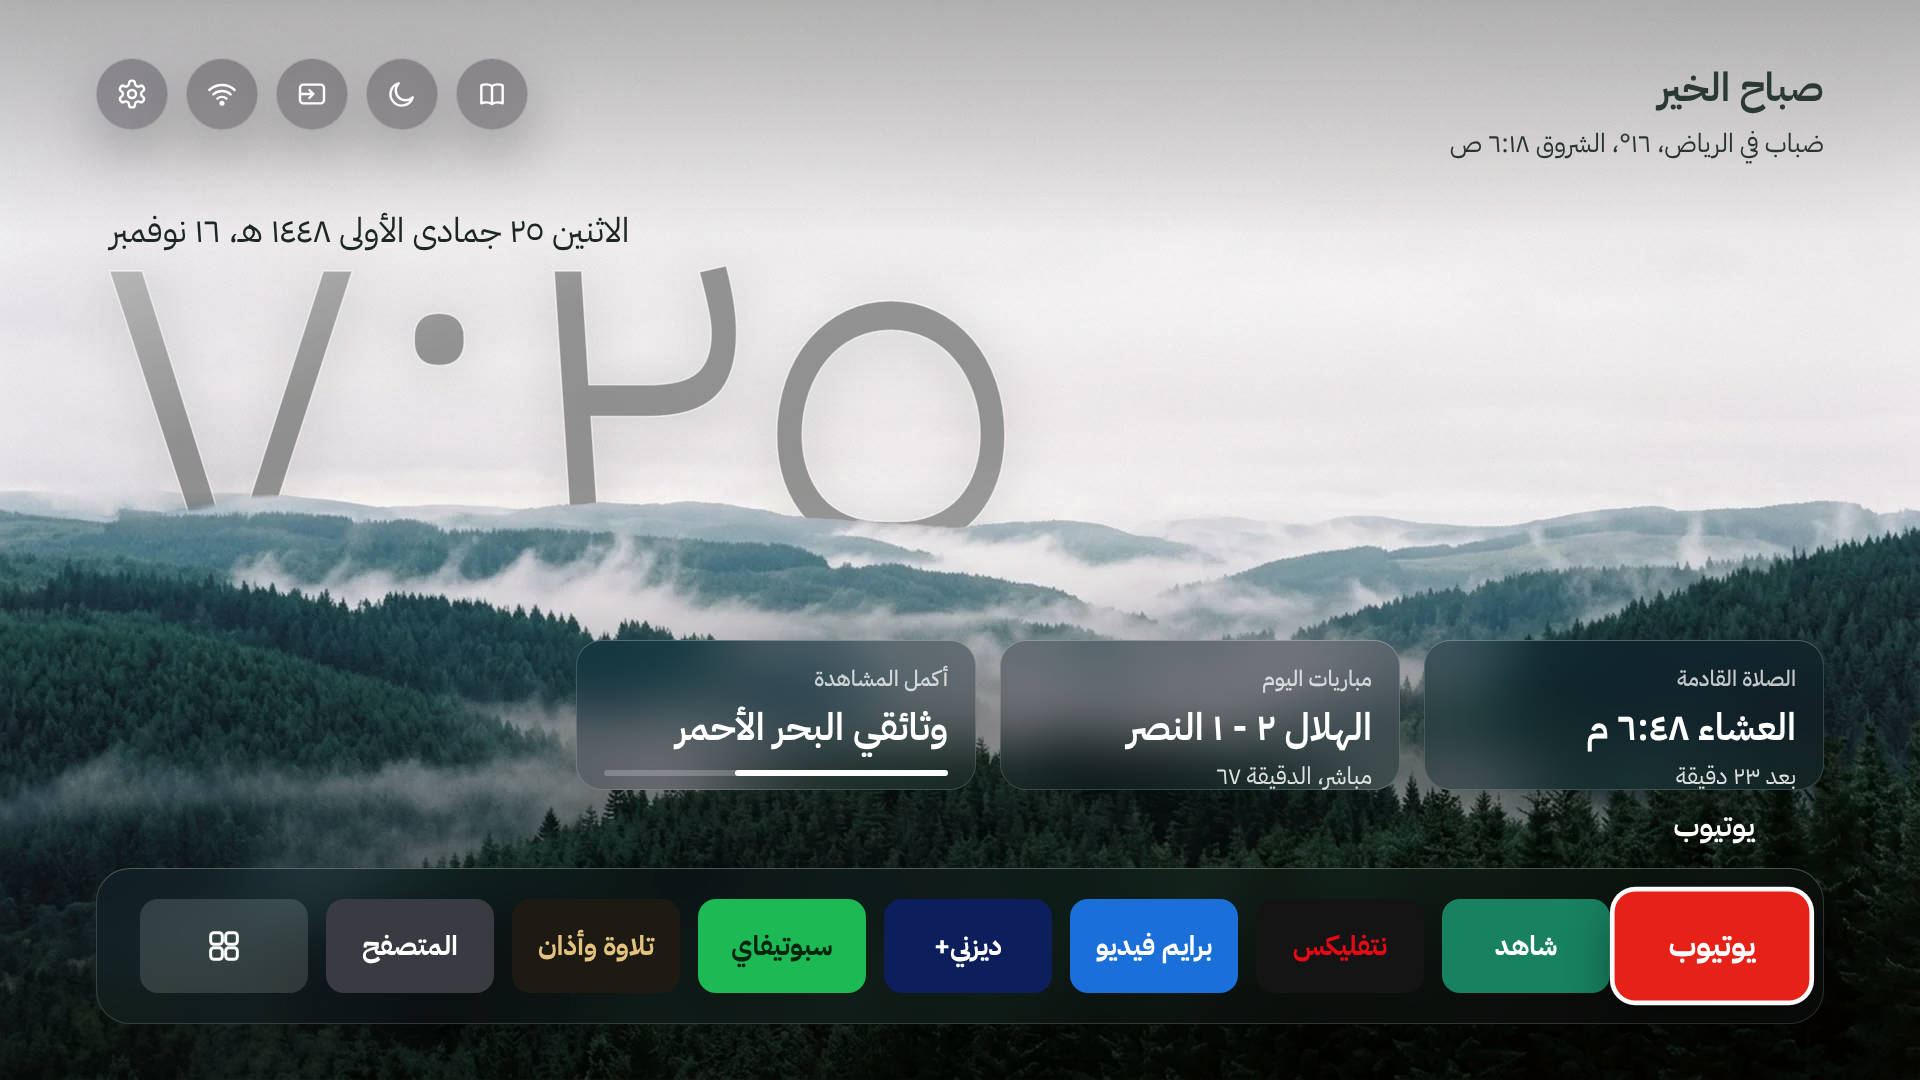 صباح الخير
ضباب في الرياض، ١٦°، الشروق ٦:١٨ ص
الاثنين ٢٥ جمادى الأولى ١٤٤٨ هـ، ١٦ نوفمبر
٧٠٢٥
الصلاة القادمة
العشاء ٦:٤٨ م
بعد ٢٣ دقيقة
مباريات اليوم
الهلال ٢ - ١ النصر
مباشر، الدقيقة ٦٧
أكمل المشاهدة
وثائقي البحر الأحمر
يوتيوب
يوتيوب
شاهد
نتفليكس
برايم فيديو
ديزني+
سبوتيفاي
تلاوة وأذان
المتصفح